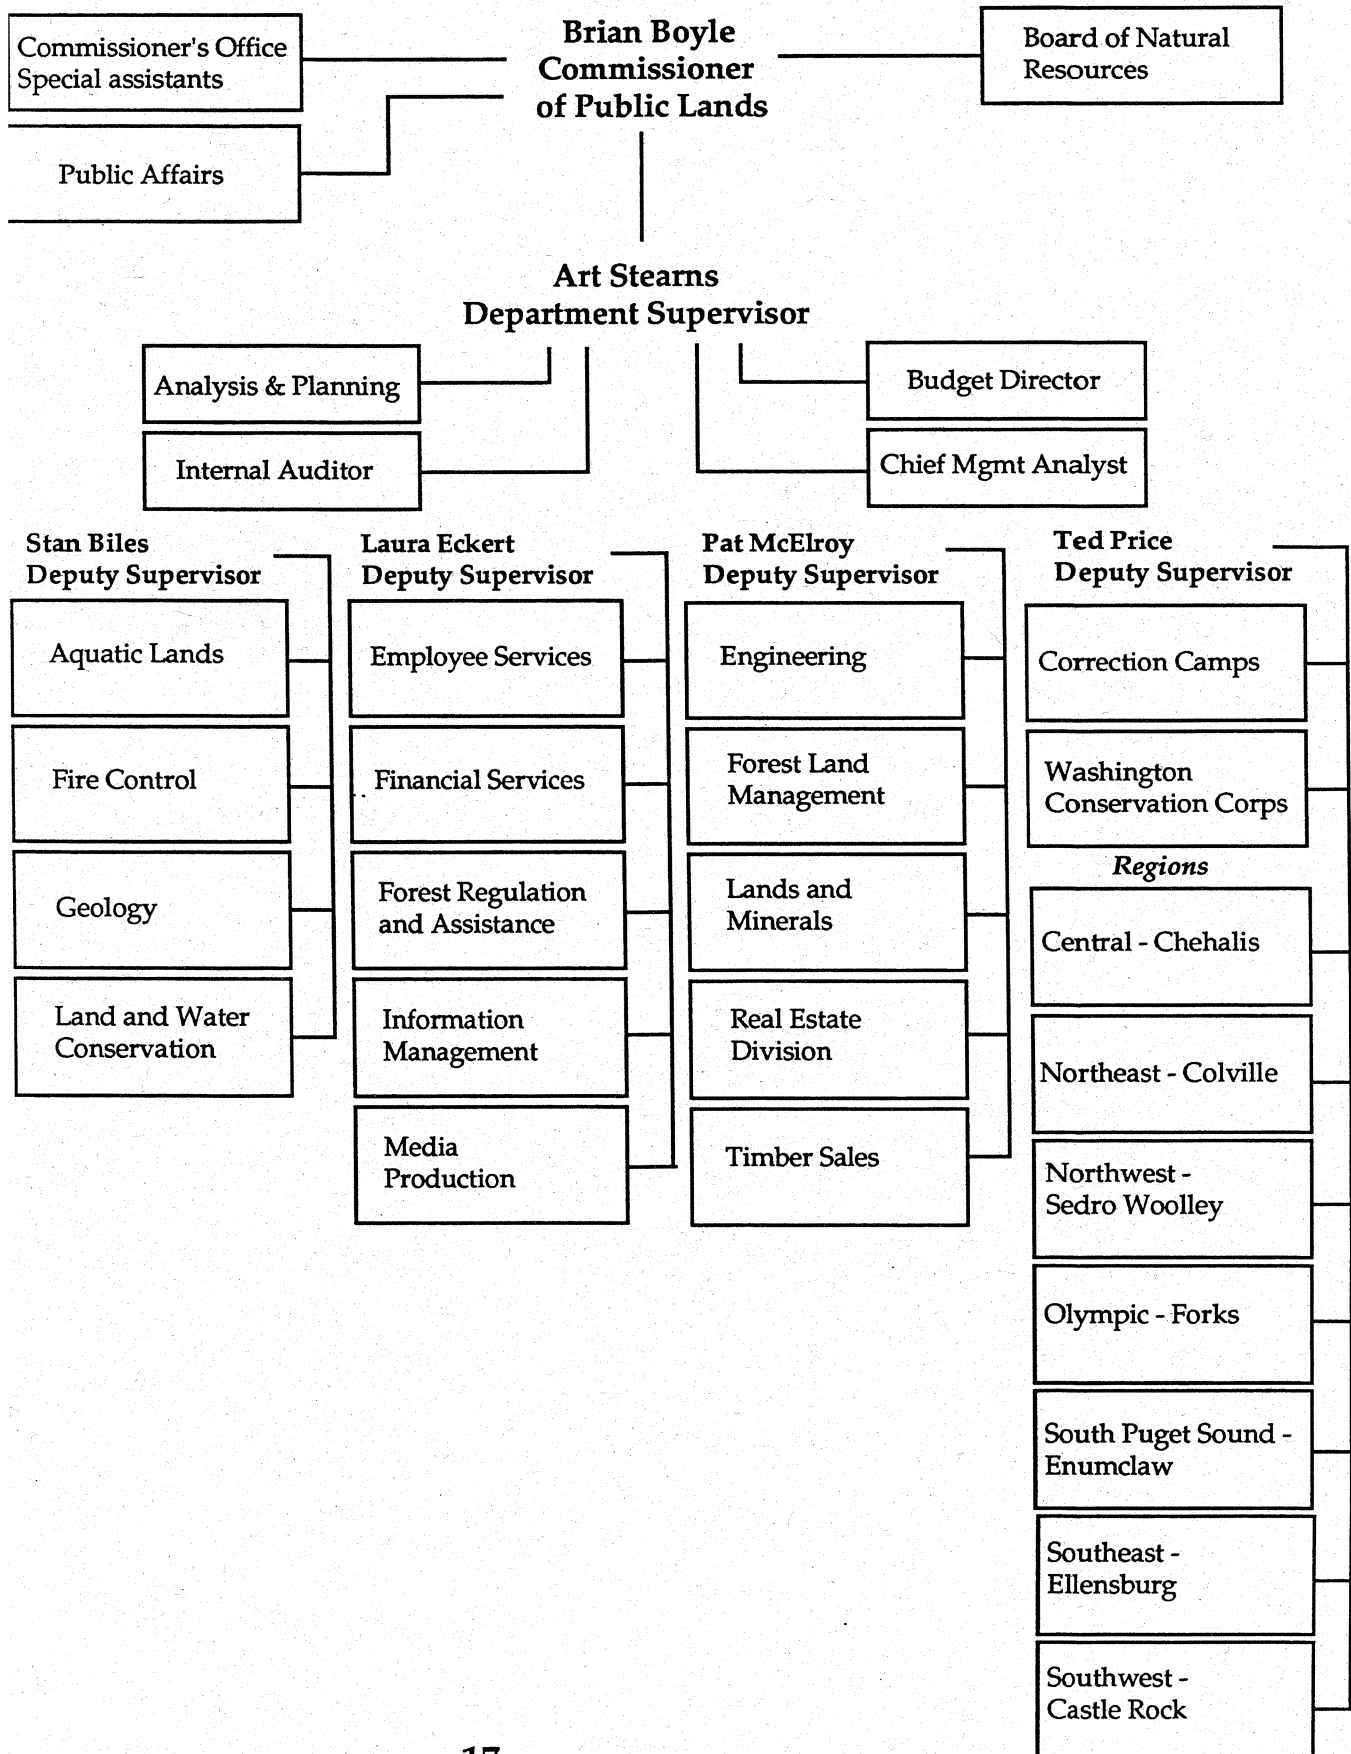 Commissioner's Office
Special assistants
Public Affairs
Brian Boyle
Commissioner
of Public Lands
Board of Natural
Resources
Art Stearns
Department Supervisor
Analysis & Planning
Internal Auditor
Budget Director
Chief Mgmt Analyst
Stan Biles
Deputy Supervisor
Aquatic Lands
Fire Control
Geology
Land and Water
Conservation
Laura Eckert
Deputy Supervisor
Employee Services
Financial Services
Forest Regulation
and Assistance
Information
Management
Media
Production
Pat McElroy
Deputy Supervisor
Engineering
Forest Land
Management
Lands and
Minerals
Real Estate
Division
Timber Sales
Ted Price
Deputy Supervisor
Correction Camps
Washington
Conservation Corps
Regions
Central - Chehalis
Northeast - Colville
Northwest -
Sedro Woolley
Olympic - Forks
South Puget Sound -
Enumclaw
Southeast -
Ellensburg
Southwest -
Castle Rock
17